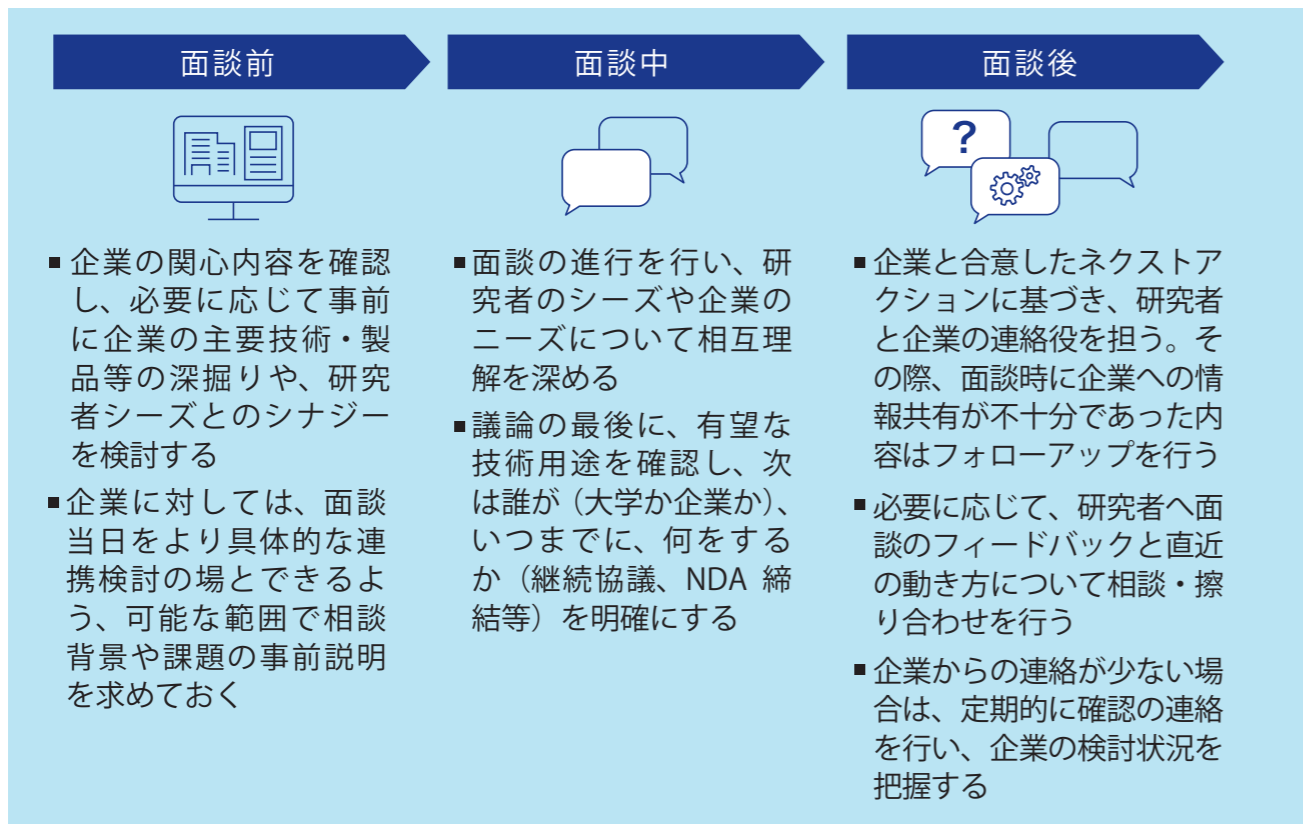 面談前
■企業の関心内容を確認
し、必要に応じて事前
に企業の主要技術・製
品等の深掘りや、研究
者シーズとのシナジー
を検討する
■企業に対しては、面談
当日をより具体的な連
携検討の場とできるよ
う、可能な範囲で相談
背景や課題の事前説明
を求めておく
面談中
■面談の進行を行い、研
究者のシーズや企業の
ニーズについて相互理
解を深める
■議論の最後に、有望な
技術用途を確認し、次
は誰が（大学か企業か）、
いつまでに、何をする
か（継続協議、NDA 締
結等）を明確にする
面談後
?
■企業と合意したネクストア
クションに基づき、研究者
と企業の連絡役を担う。そ
の際、面談時に企業への情
報共有が不十分であった内
容はフォローアップを行う
■必要に応じて、研究者へ面
談のフィードバックと直近
の動き方について相談・擦
り合わせを行う
■企業からの連絡が少ない場
合は、定期的に確認の連絡
を行い、企業の検討状況を
把握する